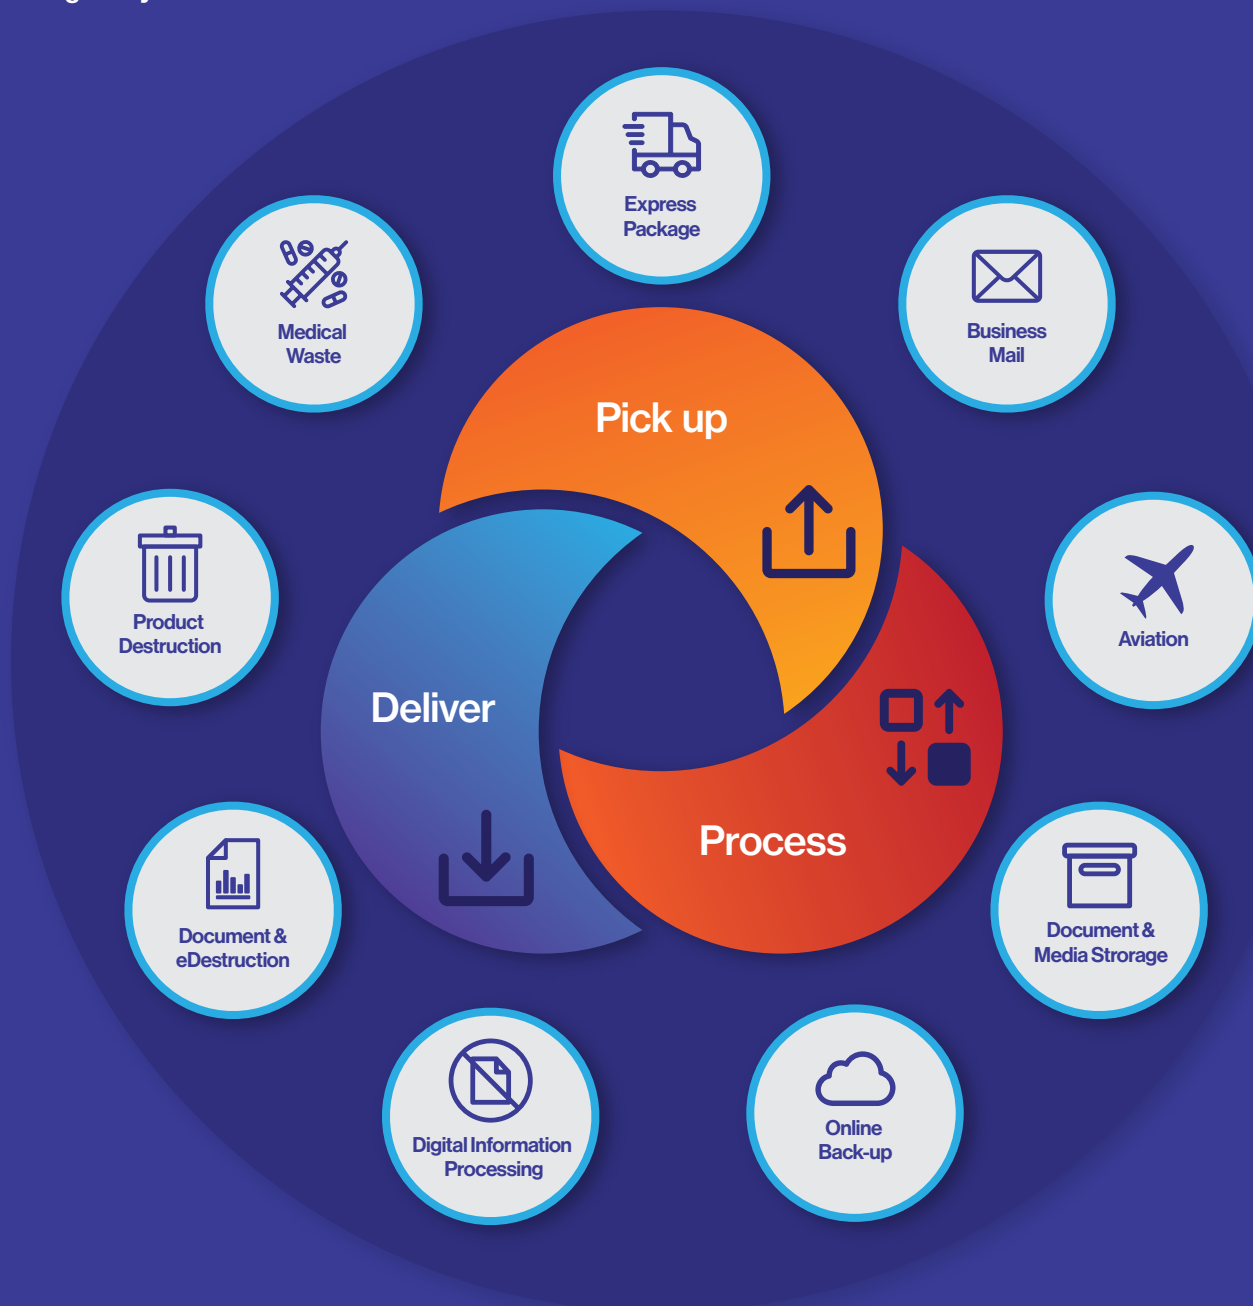 Express
Package
Medical
Waste
Business
Mail
Pick up
Product
Destruction
Aviation
Deliver
Process
Document &
eDestruction
Document &
Media Strorage
Digital Information
Processing
Online
Back-up